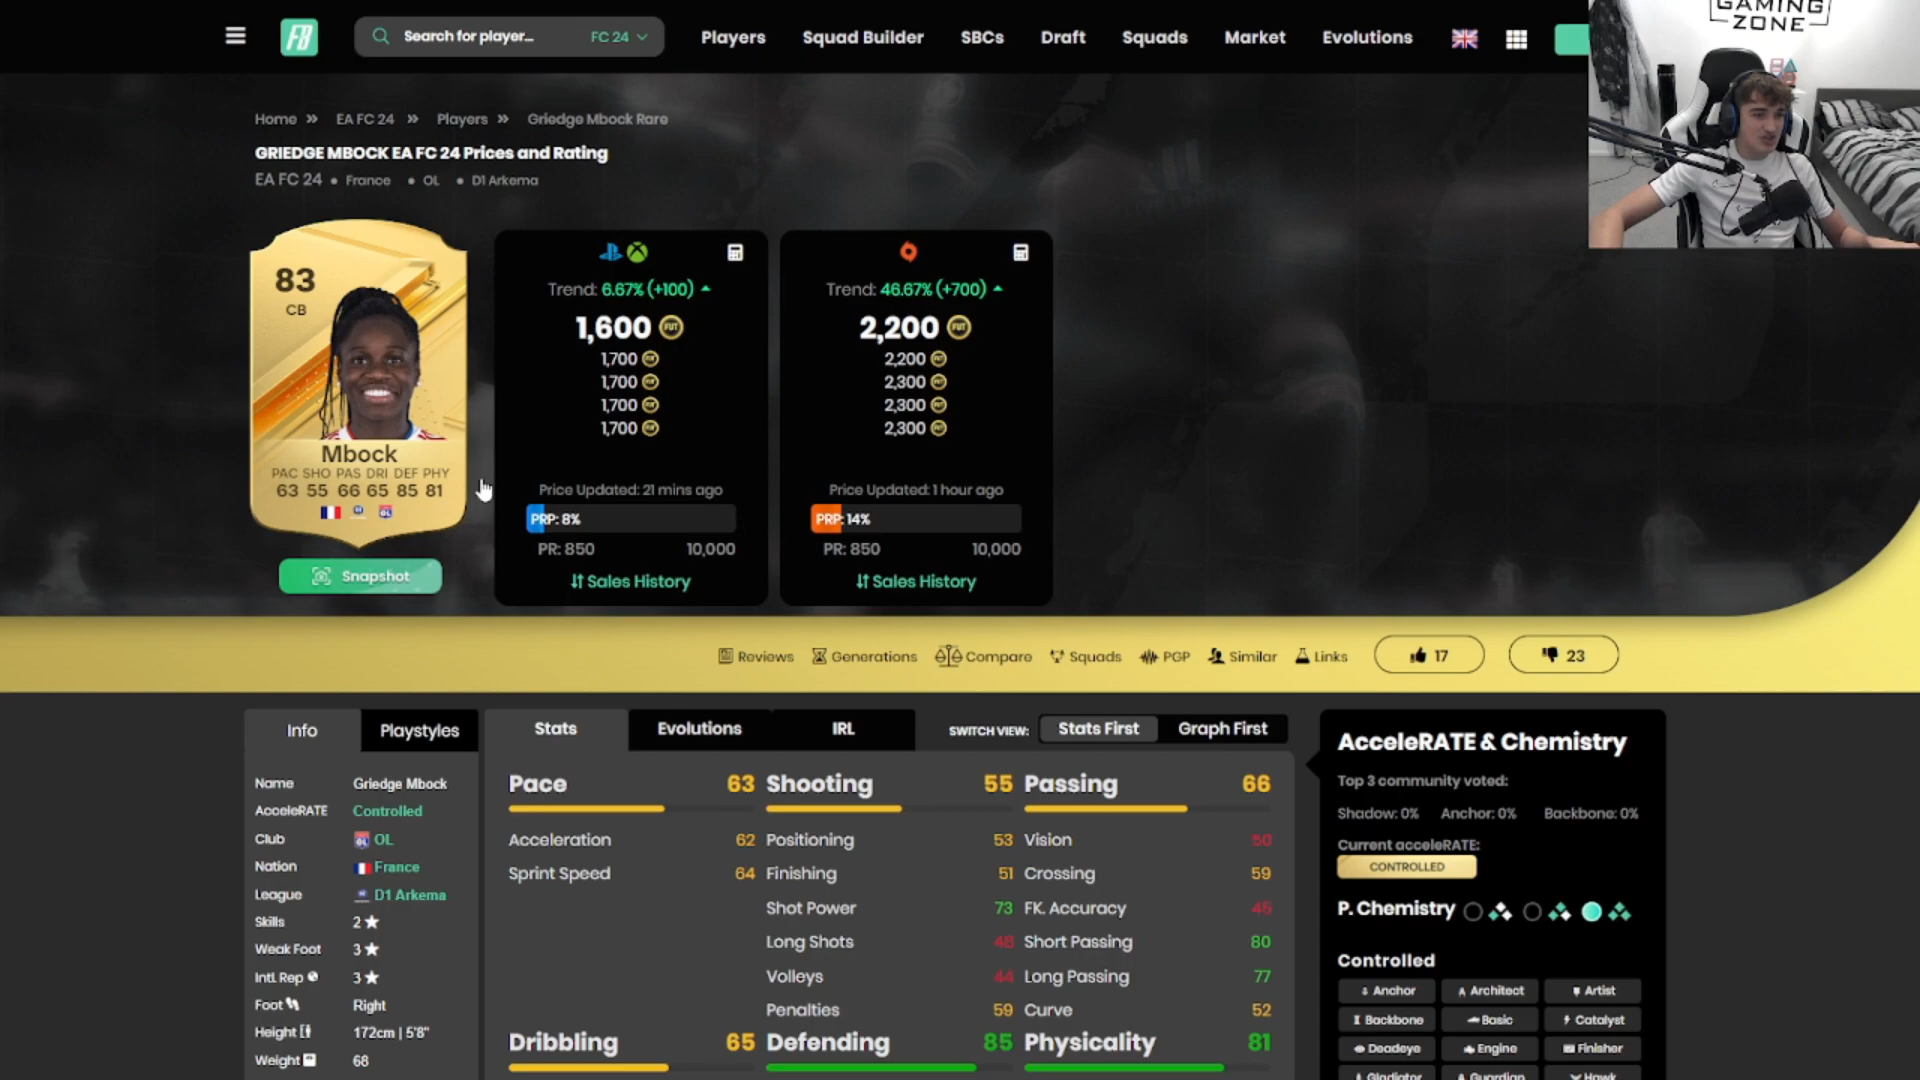 GAMING
ZONE
FB
Search for player...
FC 24
Players
Squad Builder
SBCs
Draft
Squads
Market
Evolutions
Home » EA FC 24 » Players » Griedge Mbock Rare
GRIEDGE MBOCK EA FC 24 Prices and Rating
EA FC 24 • France • OL • D1 Arkema
83
CB
Mbock
PAC SHO PAS DRI DEF PHY
63 55 66 65 85 81
Snapshot
Trend: 6.67% (+100)
1,600
1,700
1,700
1,700
1,700
Price Updated: 21 mins ago
PRP: 8%
PR: 850 10,000
Sales History
Trend: 46.67% (+700)
2,200
2,200
2,300
2,300
2,300
Price Updated: 1 hour ago
PRP: 14%
PR: 850 10,000
Sales History
Reviews Generations Compare Squads PGP Similar Links 17 23
Info Playstyles
Name Griedge Mbock
AcceleRATE Controlled
Club OL
Nation France
League D1 Arkema
Skills 2
Weak Foot 3
Intl. Rep 3
Foot Right
Height 172cm | 5'8"
Weight 68
Stats Evolutions IRL SWITCH VIEW: Stats First Graph First
Pace 63
Acceleration 62
Sprint Speed 64
Shooting 55
Positioning 53
Finishing 51
Shot Power 73
Long Shots 48
Volleys 44
Penalties 59
Passing 66
Vision 50
Crossing 59
FK. Accuracy 45
Short Passing 80
Long Passing 77
Curve 52
Dribbling 65
Defending 85
Physicality 81
AcceleRATE & Chemistry
Top 3 community voted:
Shadow: 0% Anchor: 0% Backbone: 0%
Current acceleRATE:
CONTROLLED
P. Chemistry
Controlled
Anchor Architect Artist
Backbone Basic Catalyst
Deadeye Engine Finisher
Gladiator Guardian Hawk